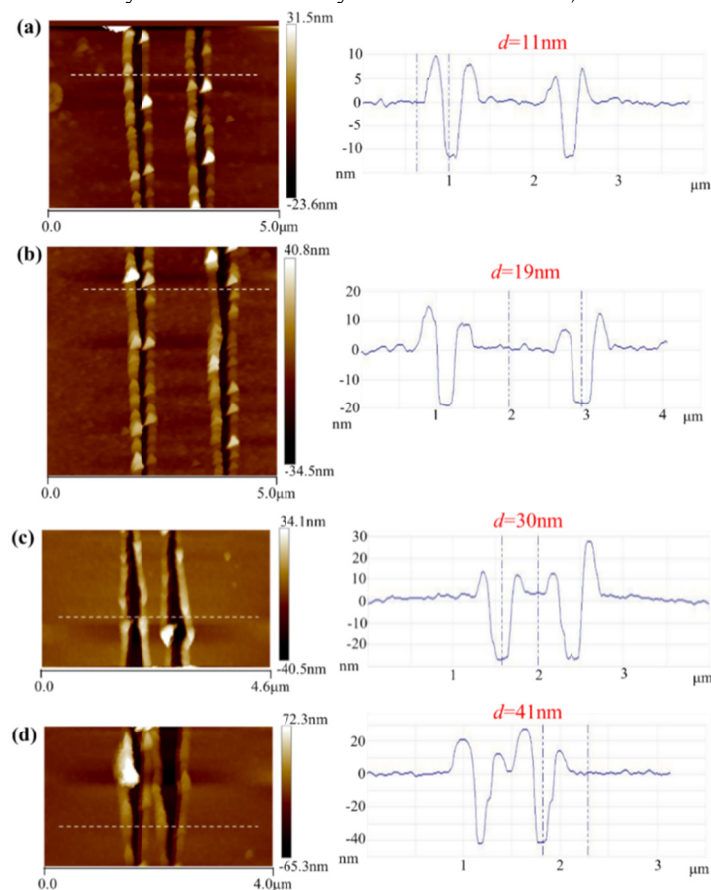 (a)
31.5nm
-23.6nm
0.0
5.0μm
d=11nm
10
5
0
-5
-10
nm
1
2
3
μm
(b)
40.8nm
-34.5nm
0.0
5.0μm
d=19nm
20
10
0
-10
-20
nm
1
2
3
4
μm
(c)
34.1nm
-40.5nm
0.0
4.6μm
d=30nm
30
20
10
0
-10
-20
nm
1
2
3
μm
(d)
72.3nm
-65.3nm
0.0
4.0μm
d=41nm
20
0
-20
-40
nm
1
2
3
μm